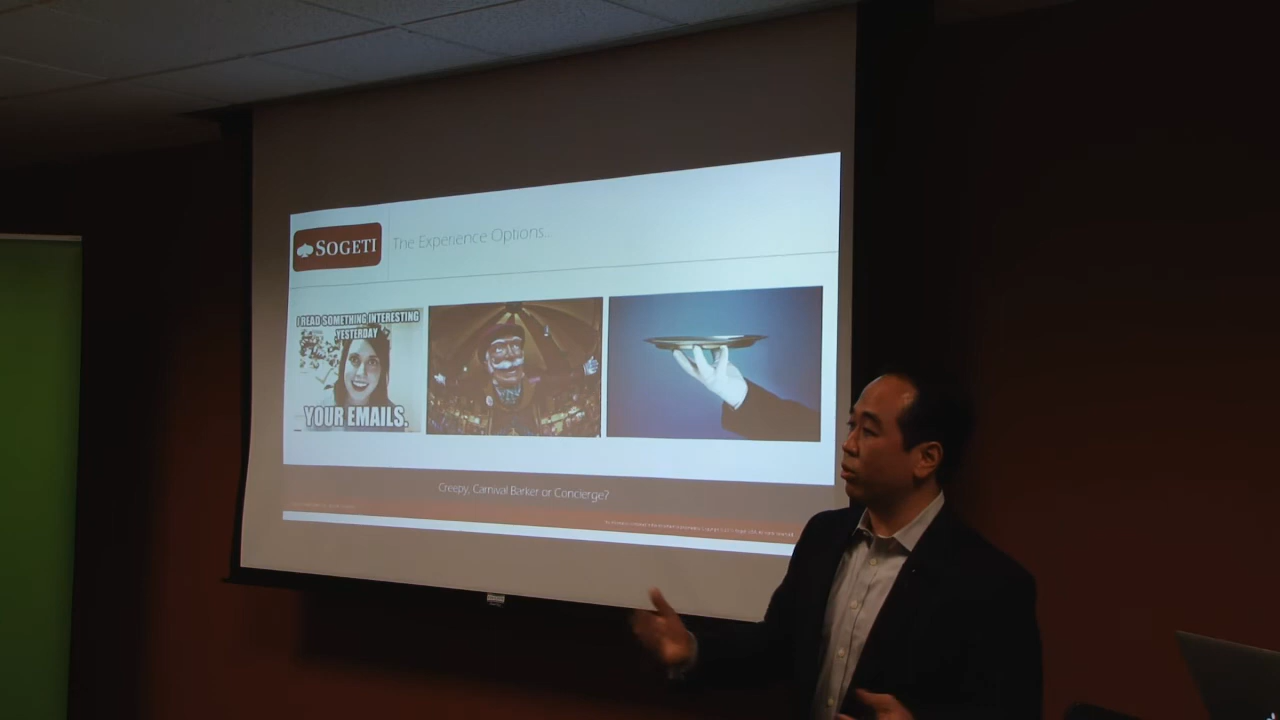 SOGETI
The Experience Options...
I READ SOMETHING INTERESTING
YESTERDAY
YOUR EMAILS.
Creepy, Carnival Barker or Concierge?